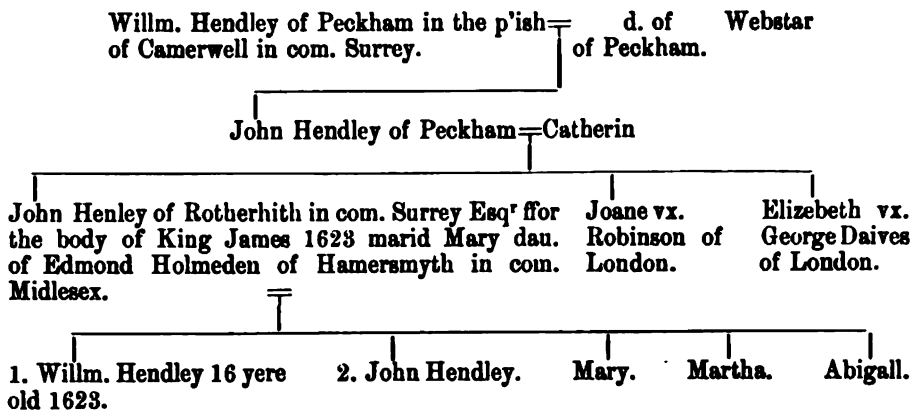 Willm. Hendley of Peckham in the p'ish
of Camerwell in com. Surrey.
d. of Webstar
of Peckham.
John Hendley of Peckham
Catherin
John Henley of Rotherhith in com. Surrey Esqʳ ffor
the body of King James 1623 marid Mary dau.
of Edmond Holmeden of Hamersmyth in com.
Midlesex.
Joane vx.
Robinson of
London.
Elizebeth vx.
George Daives
of London.
1. Willm. Hendley 16 yere
old 1623.
2. John Hendley.
Mary.
Martha.
Abigall.